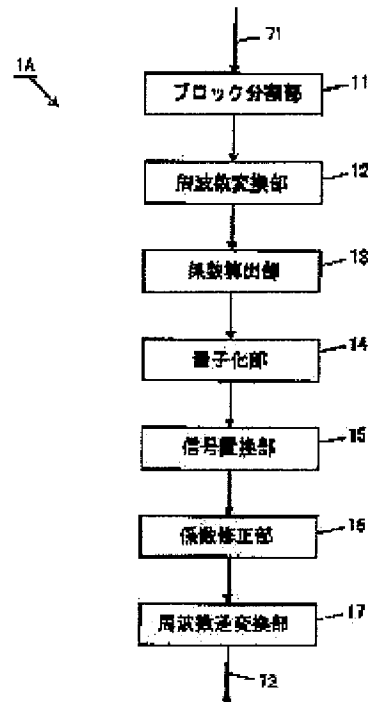 71
1A
ブロック分割部
11
周波数変換部
12
係数算出部
13
量子化部
14
信号置換部
15
係数修正部
16
周波数逆変換部
17
72